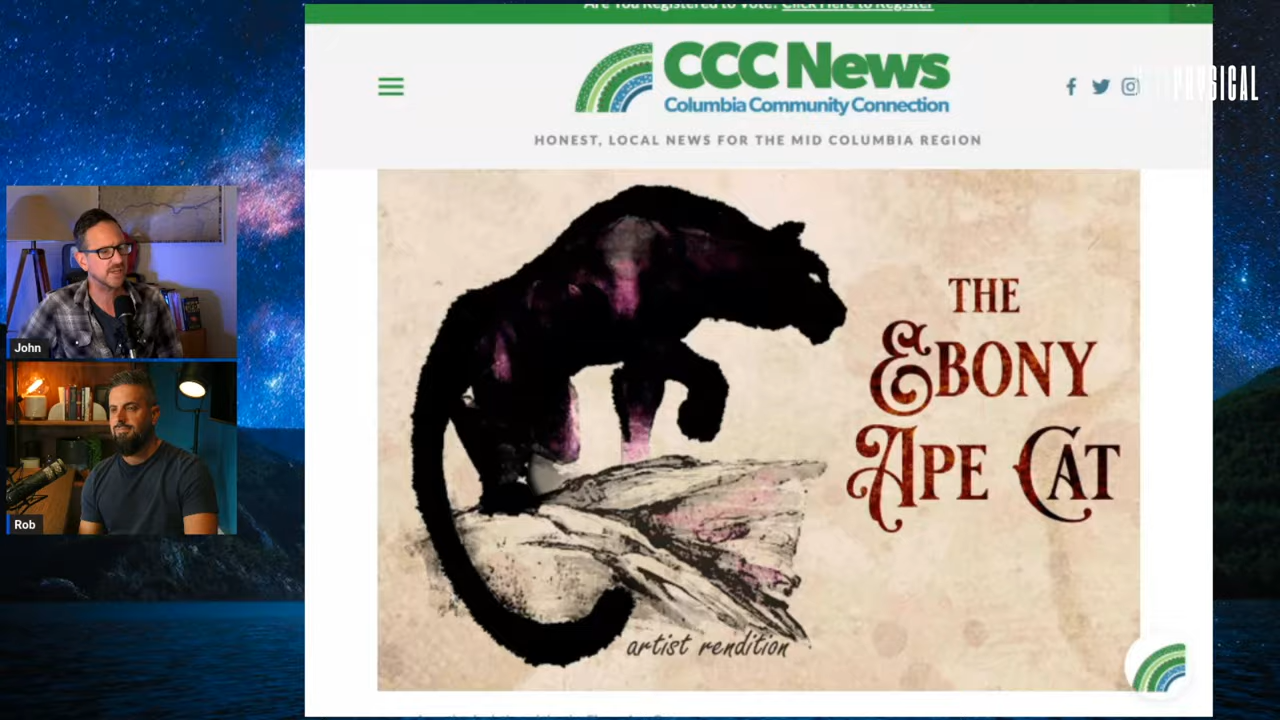 Are You Registered to Vote? Click Here to Register
CCC News
Columbia Community Connection
HONEST, LOCAL NEWS FOR THE MID COLUMBIA REGION
PHYSICAL
THE
EBONY
APE CAT
artist rendition
John
Rob